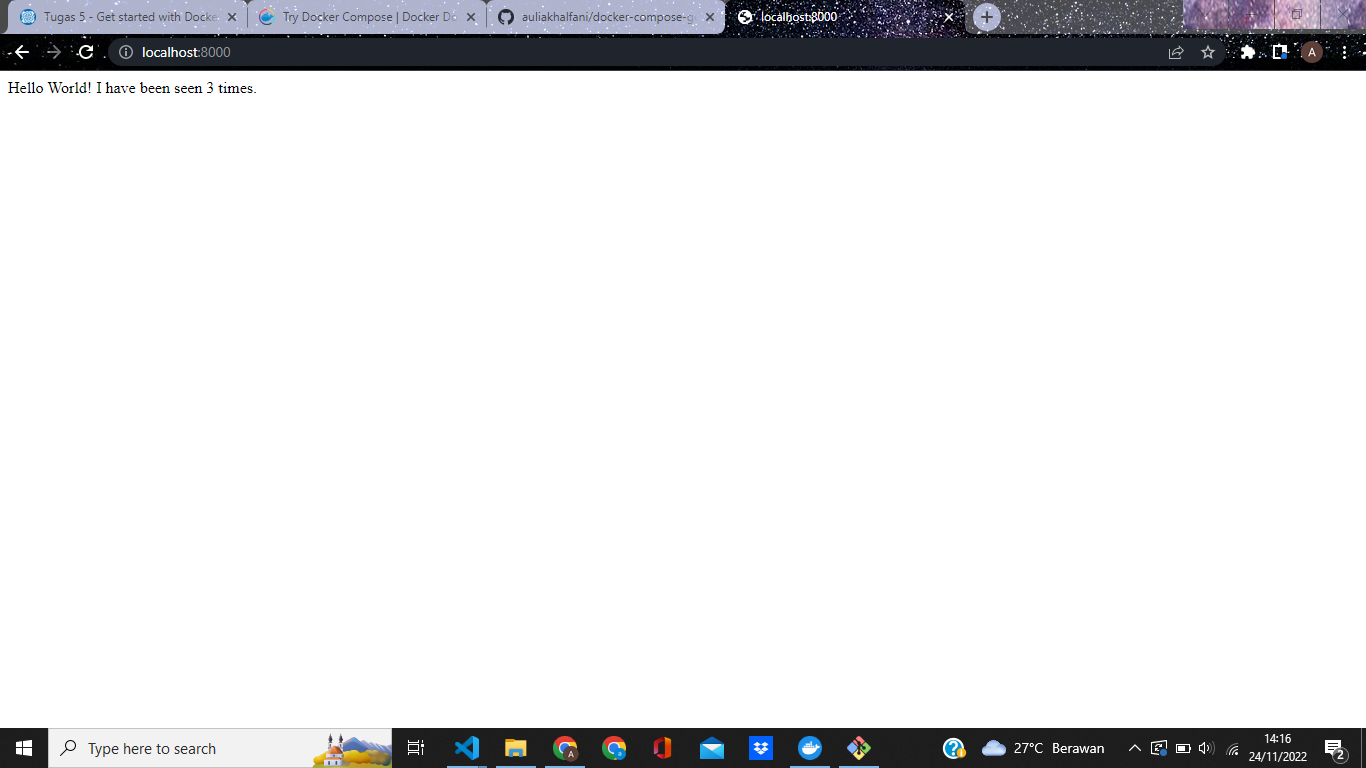 Tugas 5 - Get started with Docke
Try Docker Compose | Docker Do
auliakhalfani/docker-compose-g
localhost:8000
localhost:8000
A
Hello World! I have been seen 3 times.
Type here to search
A
27°C Berawan
14:16
24/11/2022
2